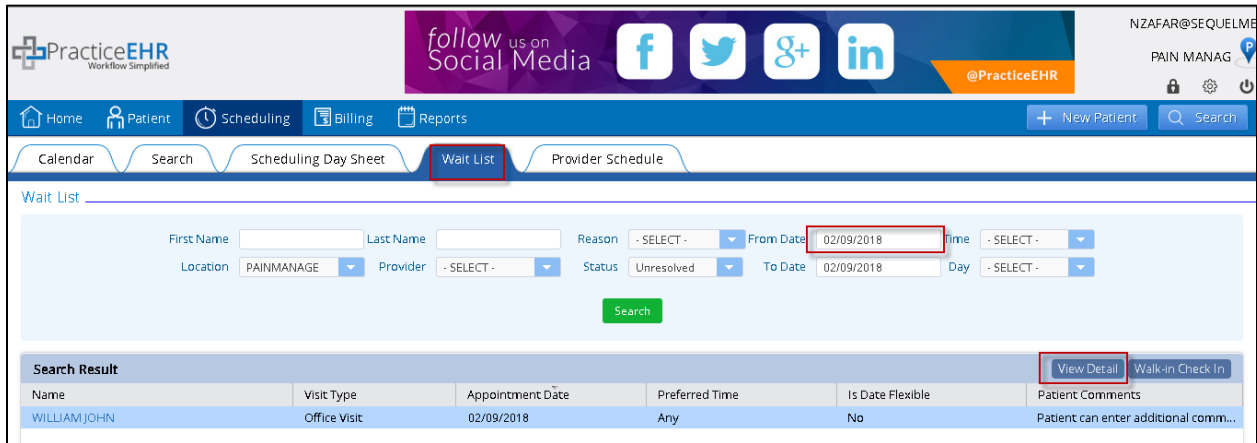 PracticeEHR
Workflow Simplified
follow us on
Social Media
f
g+
in
@PracticeEHR
NZAFAR@SEQUELME
PAIN MANAG P
Home Patient Scheduling Billing Reports + New Patient Search
Calendar Search Scheduling Day Sheet Wait List Provider Schedule
Wait List
First Name Last Name Reason - SELECT - From Date 02/09/2018 Time - SELECT -
Location PAINMANAGE Provider - SELECT - Status Unresolved To Date 02/09/2018 Day - SELECT -
Search
Search Result View Detail Walk-in Check In
Name Visit Type Appointment Date Preferred Time Is Date Flexible Patient Comments
WILLIAM JOHN Office Visit 02/09/2018 Any No Patient can enter additional comm...